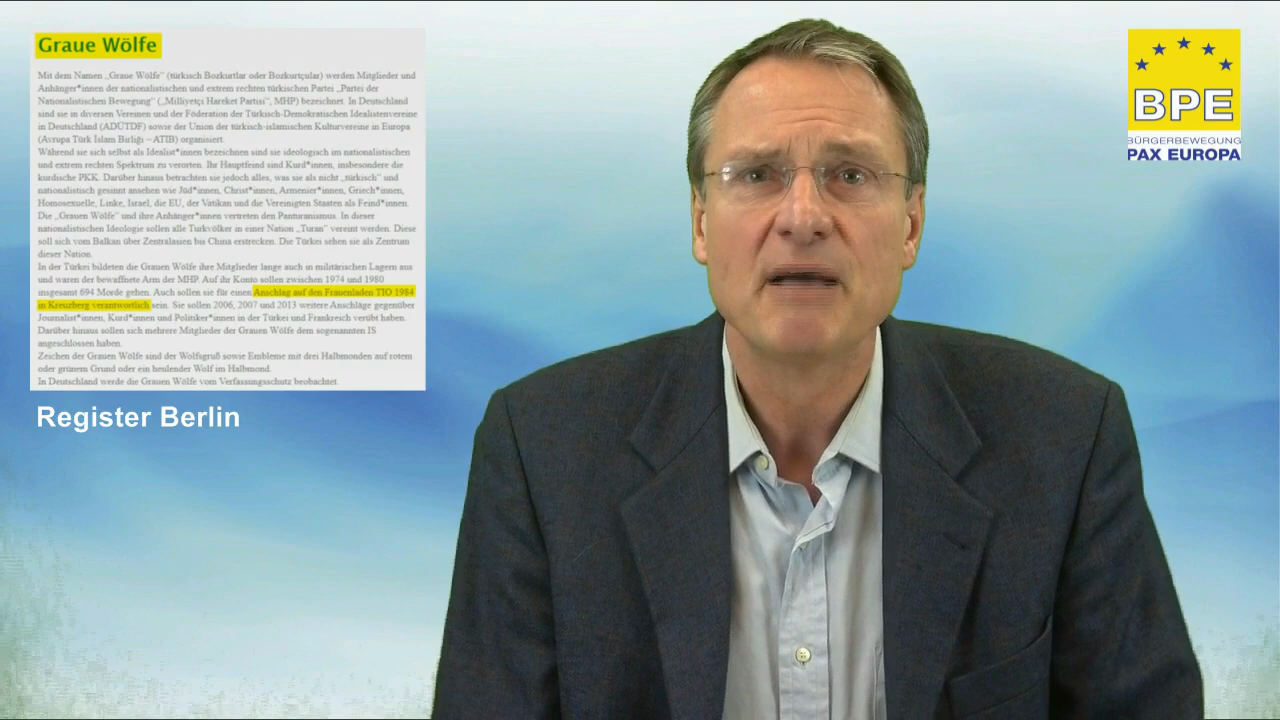 Graue Wölfe
Mit dem Namen „Graue Wölfe" (türkisch Bozkurtlar oder Bozkurtçular) werden Mitglieder und
Anhänger*innen der nationalistischen und extrem rechten türkischen Partei „Partei der
Nationalistischen Bewegung" („Milliyetçi Hareket Partisi", MHP) bezeichnet. In Deutschland
sind sie in diversen Vereinen und der Föderation der Türkisch-Demokratischen Idealistenvereine
in Deutschland (ADÜTDF) sowie der Union der türkisch-islamischen Kulturvereine in Europa
(Avrupa Türk İslam Birliği – ATIB) organisiert.
Während sie sich selbst als Idealist*innen bezeichnen sind sie ideologisch im nationalistischen
und extrem rechten Spektrum zu verorten. Ihr Hauptfeind sind Kurd*innen, insbesondere die
kurdische PKK. Darüber hinaus betrachten sie jedoch alles, was sie als nicht „türkisch" und
nationalistisch gesinnt ansehen wie Jüd*innen, Christ*innen, Armenier*innen, Griech*innen,
Homosexuelle, Linke, Israel, die EU, der Vatikan und die Vereinigten Staaten als Feind*innen.
Die „Grauen Wölfe" und ihre Anhänger*innen vertreten den Panturanismus. In dieser
nationalistischen Ideologie sollen alle Turkvölker in einer Nation „Turan" vereint werden. Diese
soll sich vom Balkan über Zentralasien bis China erstrecken. Die Türkei sehen sie als Zentrum
dieser Nation.
In der Türkei bildeten die Grauen Wölfe ihre Mitglieder lange auch in militärischen Lagern aus
und waren der bewaffnete Arm der MHP. Auf ihr Konto sollen zwischen 1974 und 1980
insgesamt 694 Morde gehen. Auch sollen sie für einen Anschlag auf den Frauenladen TIO 1984
in Kreuzberg verantwortlich sein. Sie sollen 2006, 2007 und 2013 weitere Anschläge gegenüber
Journalist*innen, Kurd*innen und Politiker*innen in der Türkei und Frankreich verübt haben.
Darüber hinaus sollen sich mehrere Mitglieder der Grauen Wölfe dem sogenannten IS
angeschlossen haben.
Zeichen der Grauen Wölfe sind der Wolfsgruß sowie Embleme mit drei Halbmonden auf rotem
oder grünem Grund oder ein heulender Wolf im Halbmond.
In Deutschland werde die Grauen Wölfe vom Verfassungsschutz beobachtet.
Register Berlin
BPE
BÜRGERBEWEGUNG
PAX EUROPA